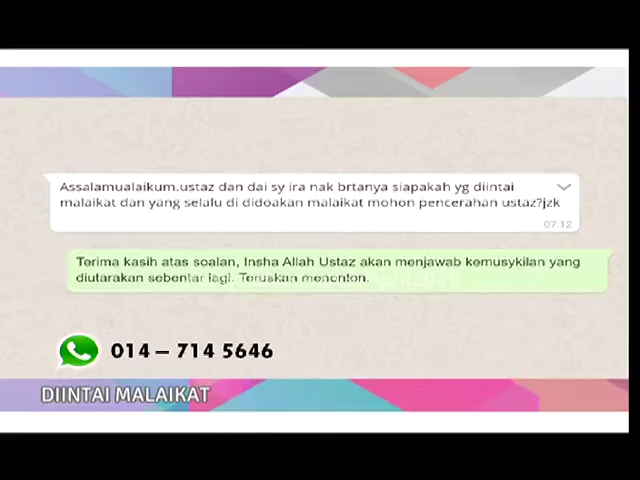 Assalamualaikum.ustaz dan dai sy ira nak brtanya siapakah yg diintai
malaikat dan yang selalu di didoakan malaikat mohon pencerahan ustaz?jzk
07:12
Terima kasih atas soalan, Insha Allah Ustaz akan menjawab kemusykilan yang
diutarakan sebentar lagi. Teruskan menonton.
014 – 714 5646
DIINTAI MALAIKAT